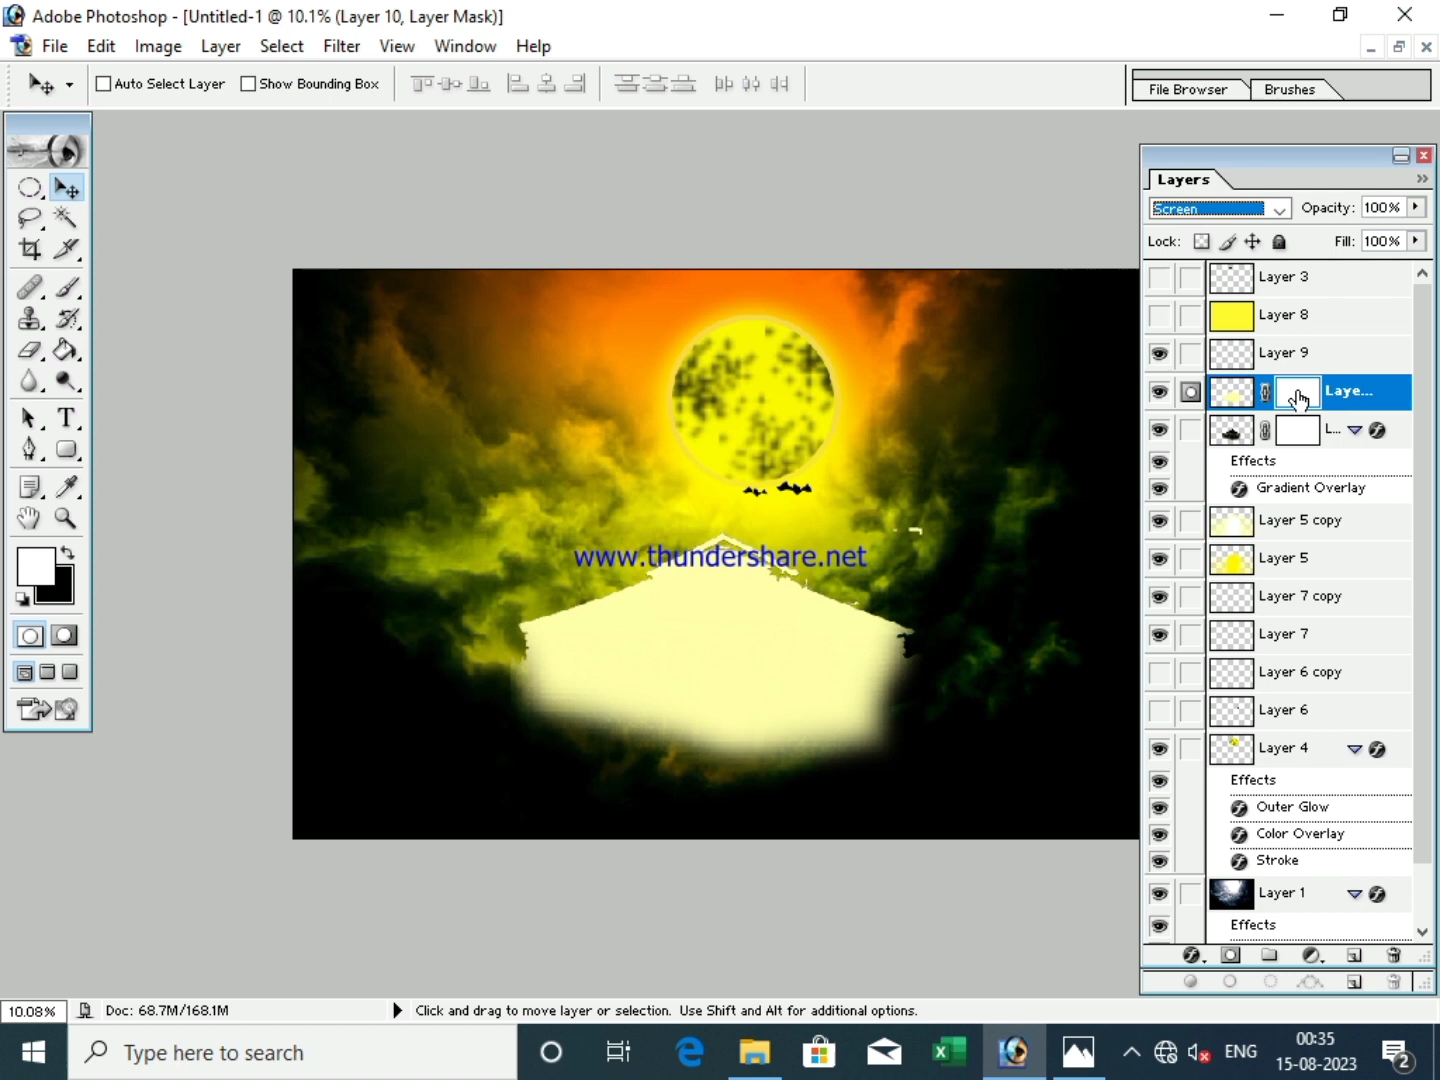 Adobe Photoshop - [Untitled-1 @ 10.1% (Layer 10, Layer Mask)]
File Edit Image Layer Select Filter View Window Help
Auto Select Layer Show Bounding Box
File Browser Brushes
Layers
Screen Opacity: 100%
Lock: Fill: 100%
Layer 3
Layer 8
Layer 9
Laye...
L...
Effects
Gradient Overlay
Layer 5 copy
Layer 5
Layer 7 copy
Layer 7
Layer 6 copy
Layer 6
Layer 4
Effects
Outer Glow
Color Overlay
Stroke
Layer 1
Effects
www.thundershare.net
10.08% Doc: 68.7M/168.1M Click and drag to move layer or selection. Use Shift and Alt for additional options.
Type here to search
ENG
00:35
15-08-2023
2